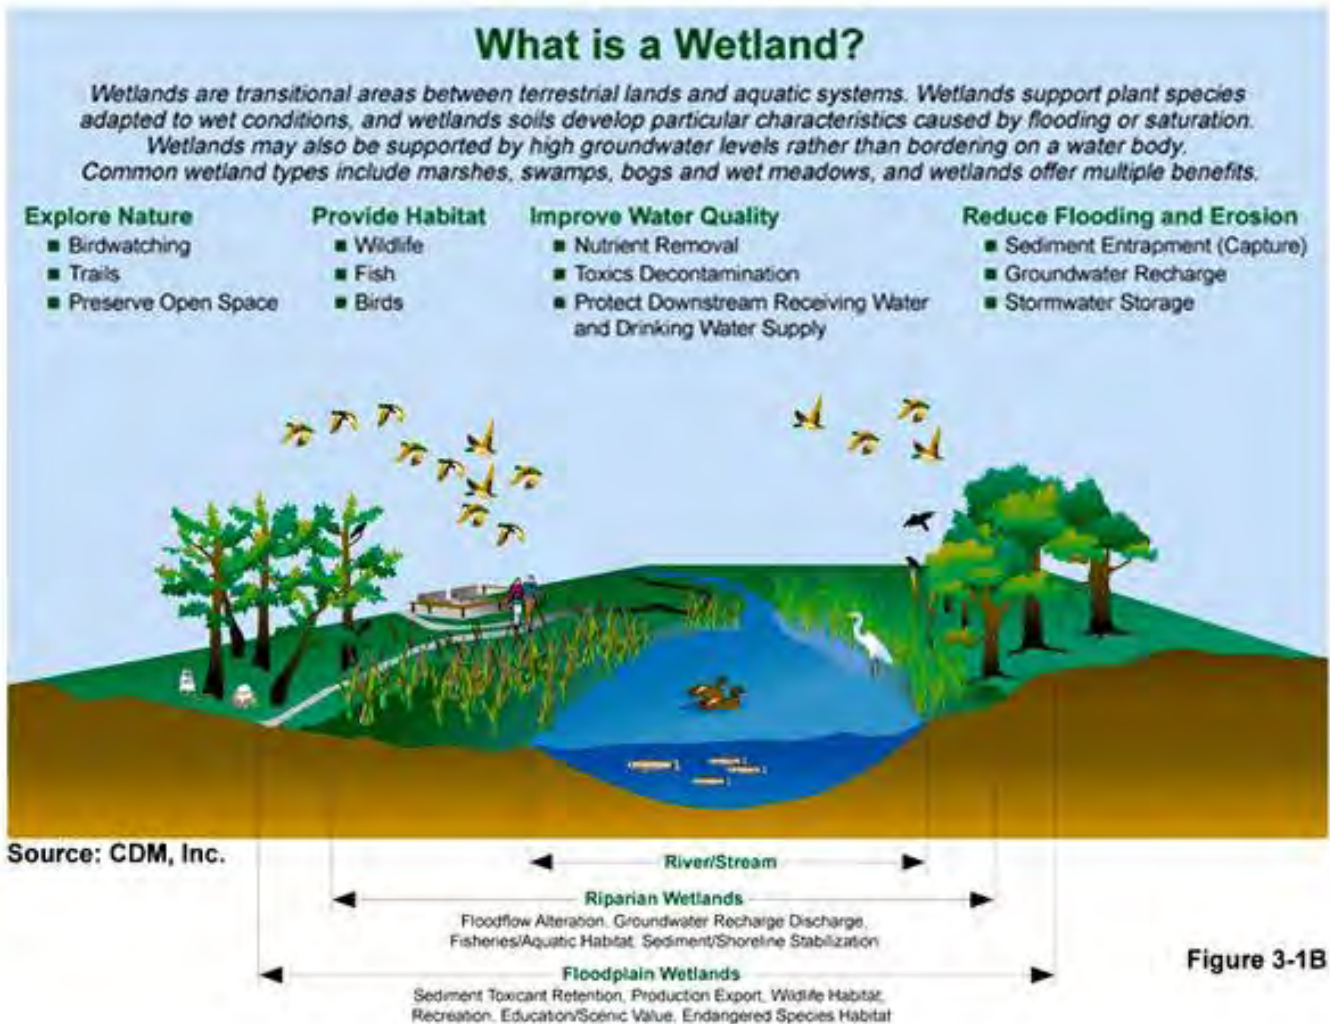 What is a Wetland?
Wetlands are transitional areas between terrestrial lands and aquatic systems. Wetlands support plant species
adapted to wet conditions, and wetlands soils develop particular characteristics caused by flooding or saturation.
Wetlands may also be supported by high groundwater levels rather than bordering on a water body.
Common wetland types include marshes, swamps, bogs and wet meadows, and wetlands offer multiple benefits.
Explore Nature
■ Birdwatching
■ Trails
■ Preserve Open Space
Provide Habitat
■ Wildlife
■ Fish
■ Birds
Improve Water Quality
■ Nutrient Removal
■ Toxics Decontamination
■ Protect Downstream Receiving Water
and Drinking Water Supply
Reduce Flooding and Erosion
■ Sediment Entrapment (Capture)
■ Groundwater Recharge
■ Stormwater Storage
Source: CDM, Inc.
River/Stream
Riparian Wetlands
Floodflow Alteration, Groundwater Recharge Discharge,
Fisheries/Aquatic Habitat, Sediment/Shoreline Stabilization
Floodplain Wetlands
Sediment Toxicant Retention, Production Export, Wildlife Habitat,
Recreation, Education/Scenic Value, Endangered Species Habitat
Figure 3-1B